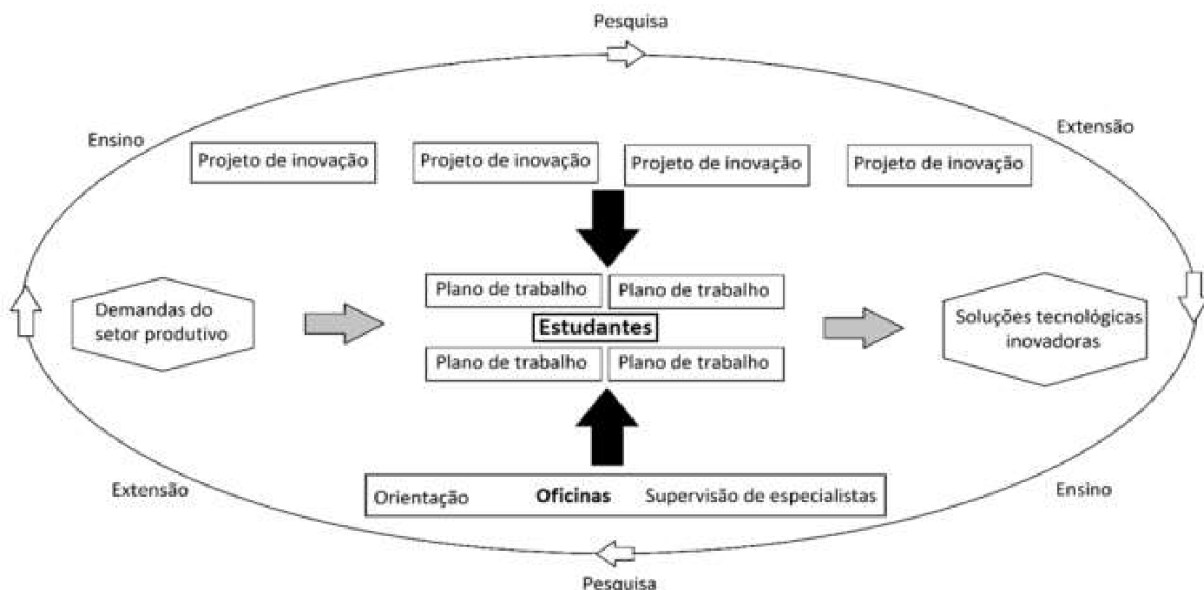 Pesquisa
Ensino
Extensão
Projeto de inovação
Projeto de inovação
Projeto de inovação
Projeto de inovação
Plano de trabalho
Plano de trabalho
Demandas do
setor produtivo
Estudantes
Soluções tecnológicas
inovadoras
Plano de trabalho
Plano de trabalho
Extensão
Orientação
Oficinas
Supervisão de especialistas
Ensino
Pesquisa